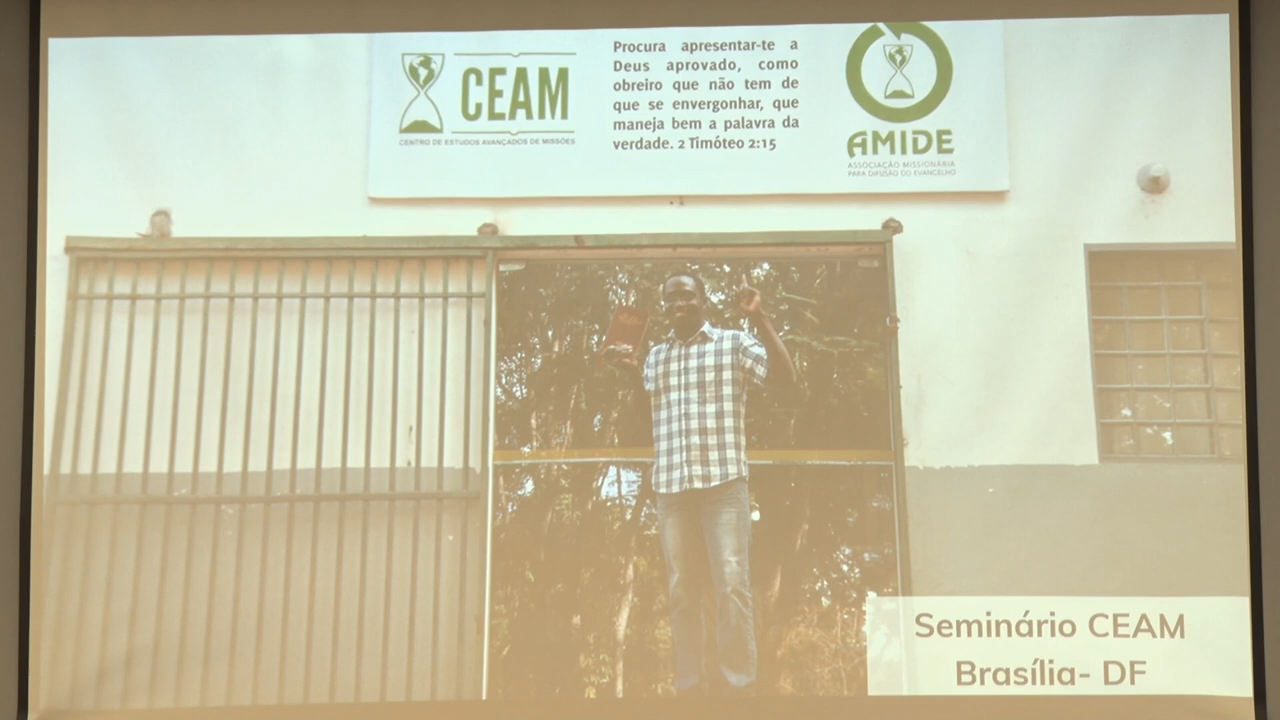 CEAM
CENTRO DE ESTUDOS AVANÇADOS DE MISSÕES
Procura apresentar-te a
Deus aprovado, como
obreiro que não tem de
que se envergonhar, que
maneja bem a palavra da
verdade. 2 Timóteo 2:15
AMIDE
ASSOCIAÇÃO MISSIONÁRIA
PARA DIFUSÃO DO EVANGELHO
Seminário CEAM
Brasília- DF